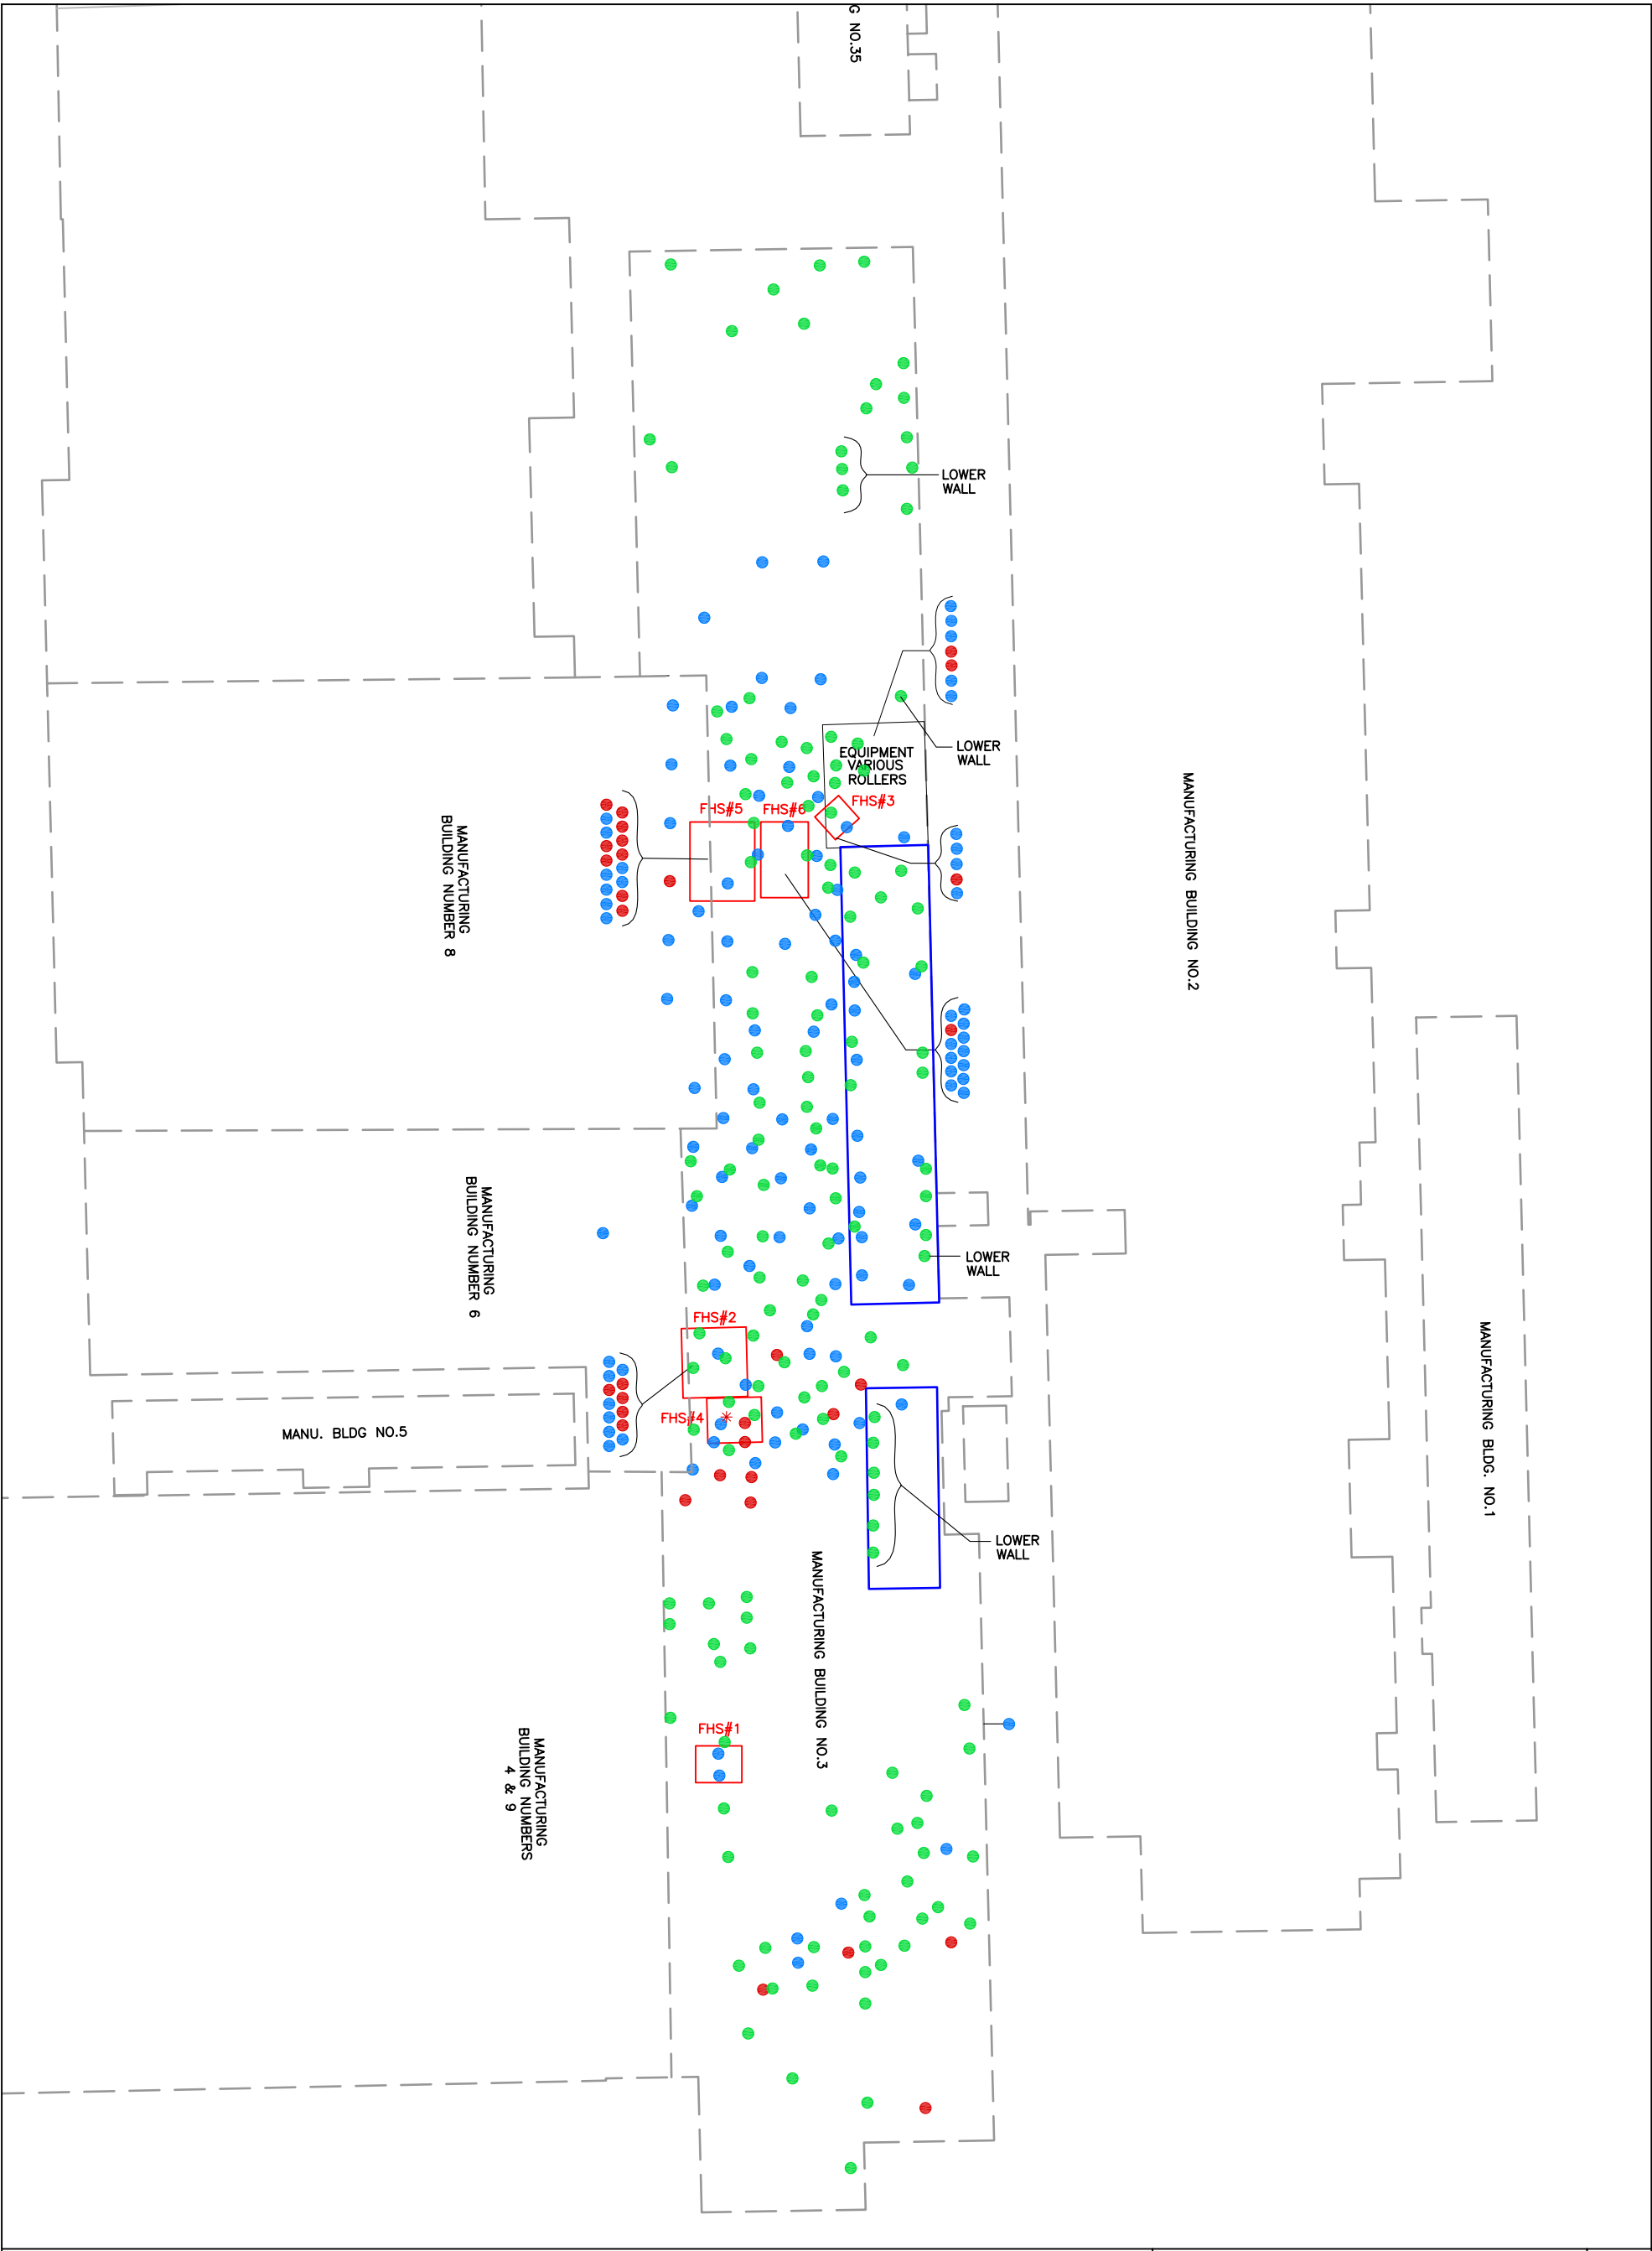 G NO.35
LOWER
WALL
LOWER
WALL
EQUIPMENT
VARIOUS
ROLLERS
FHS#3
FHS#5
FHS#6
MANUFACTURING
BUILDING NUMBER 8
MANUFACTURING BUILDING NO.2
MANUFACTURING
BUILDING NUMBER 6
LOWER
WALL
FHS#2
FHS#4
MANU. BLDG NO.5
MANUFACTURING BLDG. NO.1
LOWER
WALL
MANUFACTURING BUILDING NO.3
FHS#1
MANUFACTURING
BUILDING NUMBERS
4 & 9